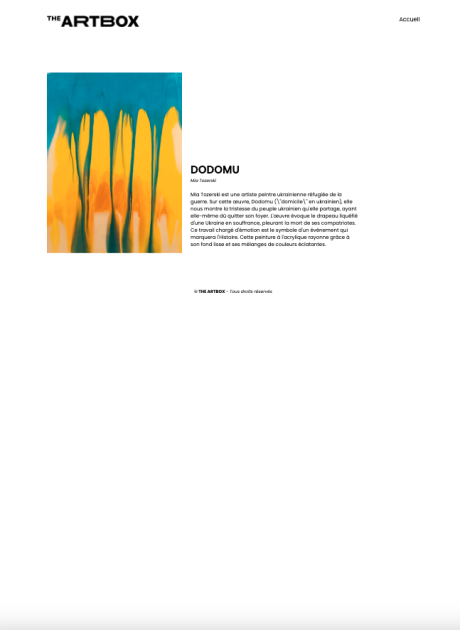 THE ARTBOX
Accueil
DODOMU
Mia Tozerski
Mia Tozerski est une artiste peintre ukrainienne réfugiée de la
guerre. Sur cette œuvre, Dodomu (\"domicile\" en ukrainien), elle
nous montre la tristesse du peuple ukrainien qu'elle partage, ayant
elle-même dû quitter son foyer. L'œuvre évoque le drapeau liquéfié
d'une Ukraine en souffrance, pleurant la mort de ses compatriotes.
Ce travail chargé d'émotion est le symbole d'un événement qui
marquera l'Histoire. Cette peinture à l'acrylique rayonne grâce à
son fond lisse et ses mélanges de couleurs éclatantes.
© THE ARTBOX - Tous droits réservés